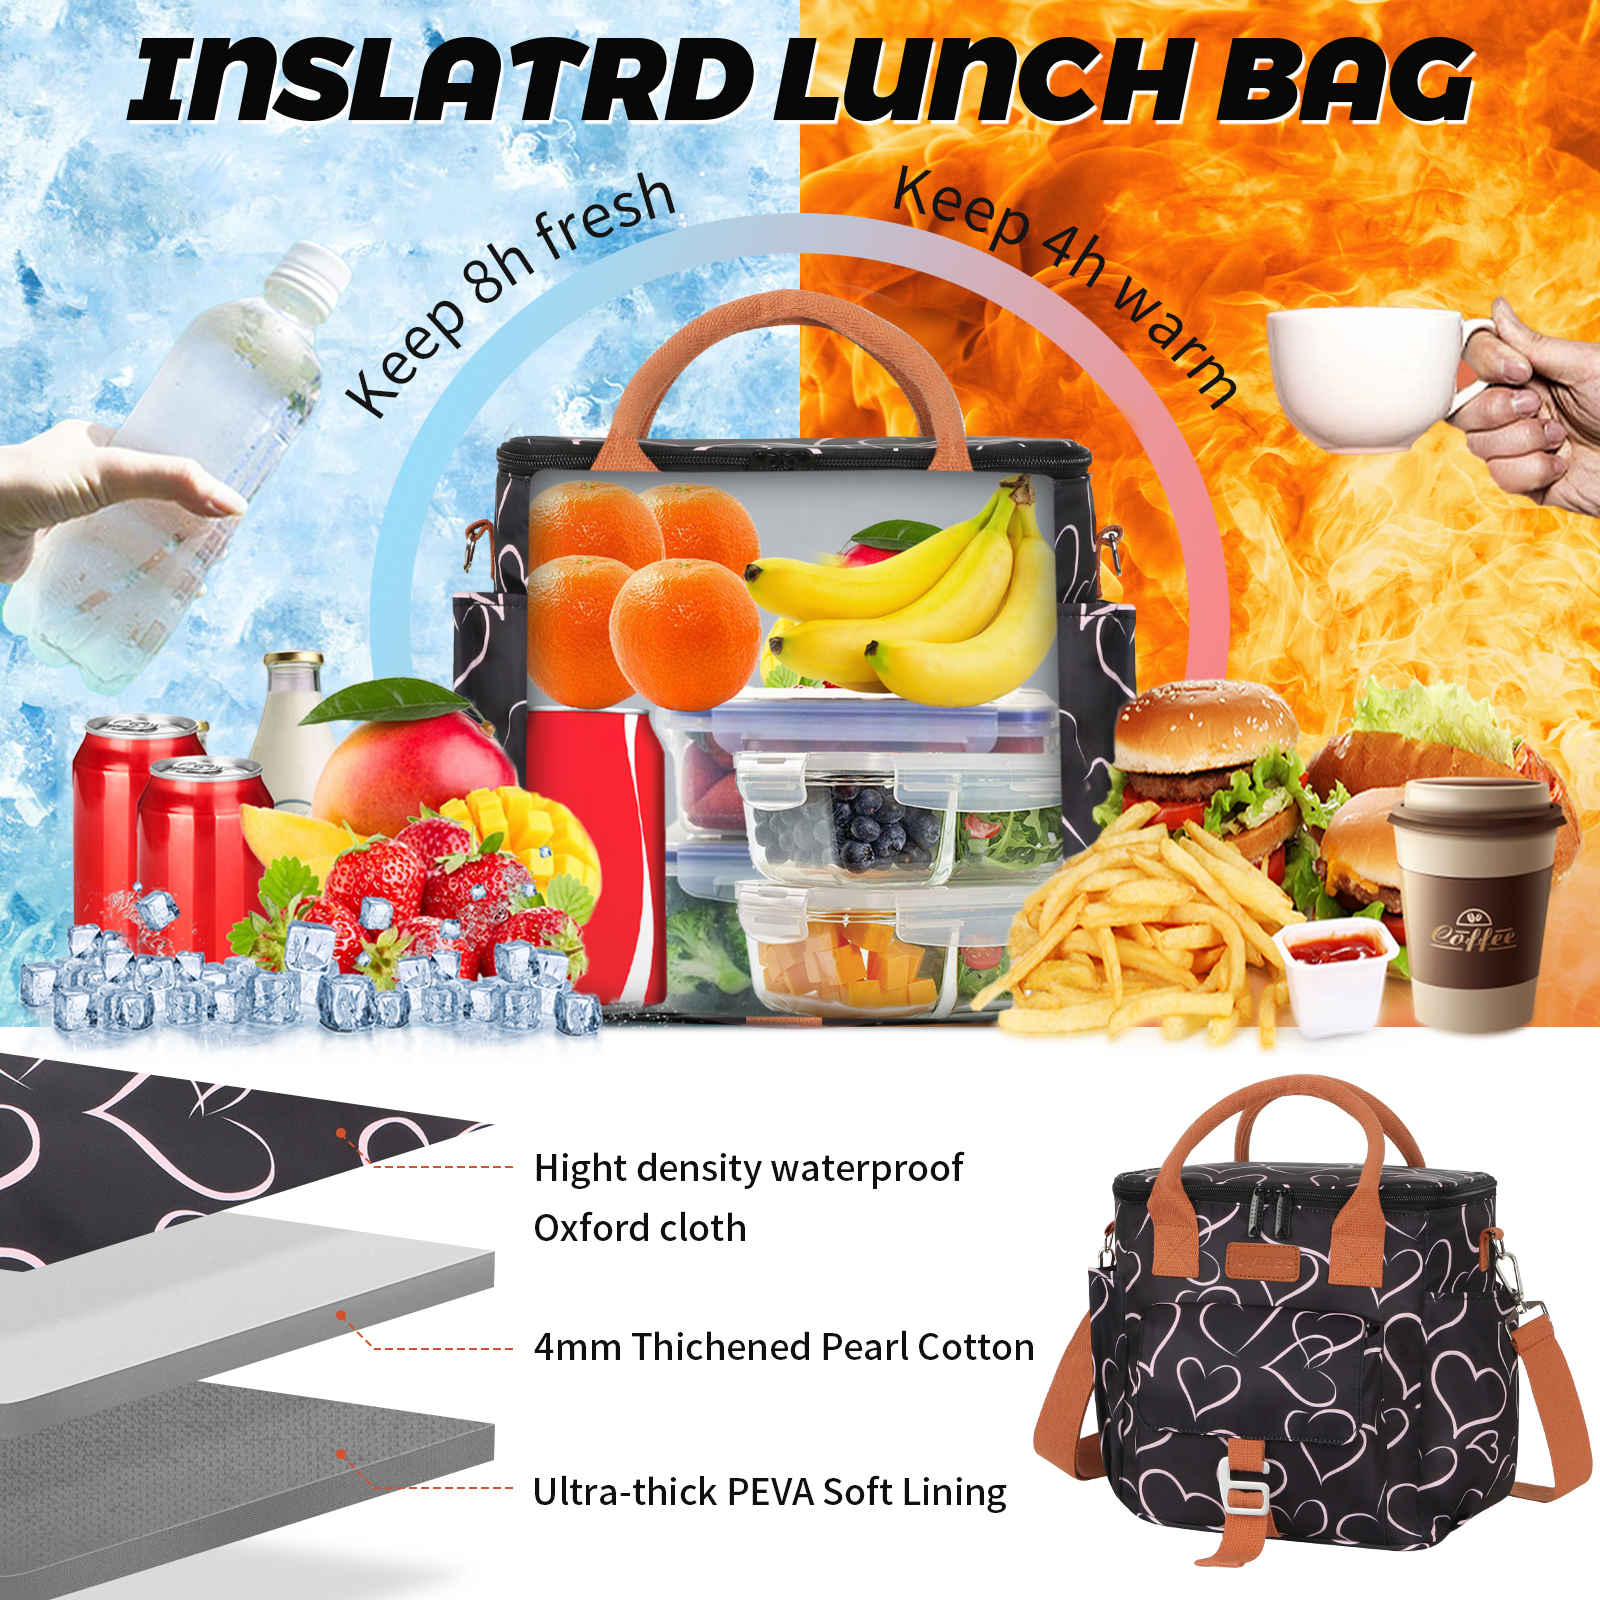 INSLATRD LUNCH BAG
Keep 8h fresh
Keep 4h warm
Coffee
Hight density waterproof
Oxford cloth
4mm Thichened Pearl Cotton
Ultra-thick PEVA Soft Lining